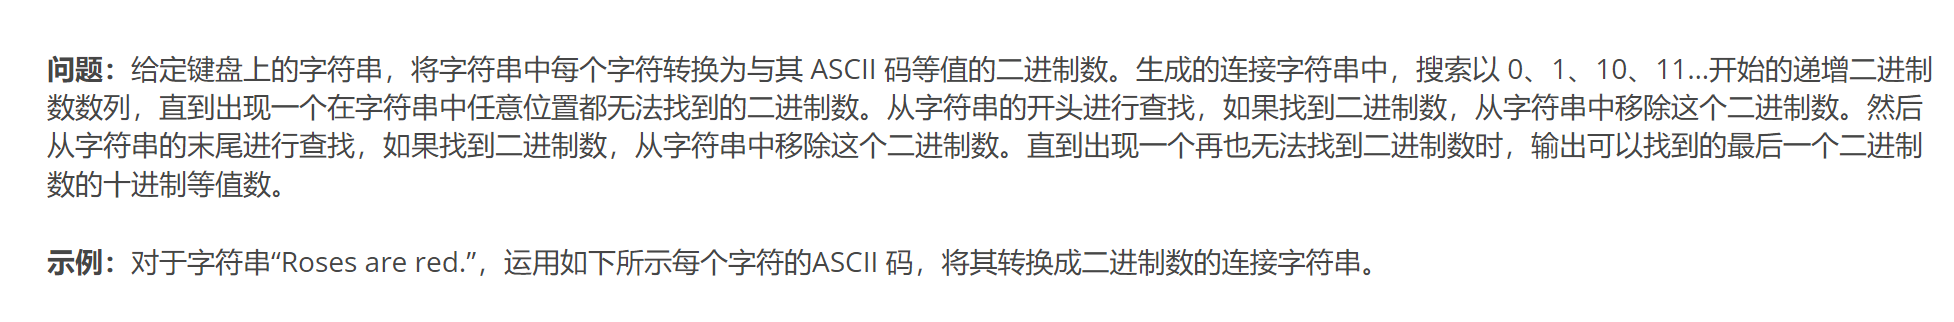 问题：给定键盘上的字符串，将字符串中每个字符转换为与其 ASCII 码等值的二进制数。生成的连接字符串中，搜索以 0、1、10、11...开始的递增二进制
数数列，直到出现一个在字符串中任意位置都无法找到的二进制数。从字符串的开头进行查找，如果找到二进制数，从字符串中移除这个二进制数。然后
从字符串的末尾进行查找，如果找到二进制数，从字符串中移除这个二进制数。直到出现一个再也无法找到二进制数时，输出可以找到的最后一个二进制
数的十进制等值数。
示例：对于字符串“Roses are red.”，运用如下所示每个字符的ASCII 码，将其转换成二进制数的连接字符串。